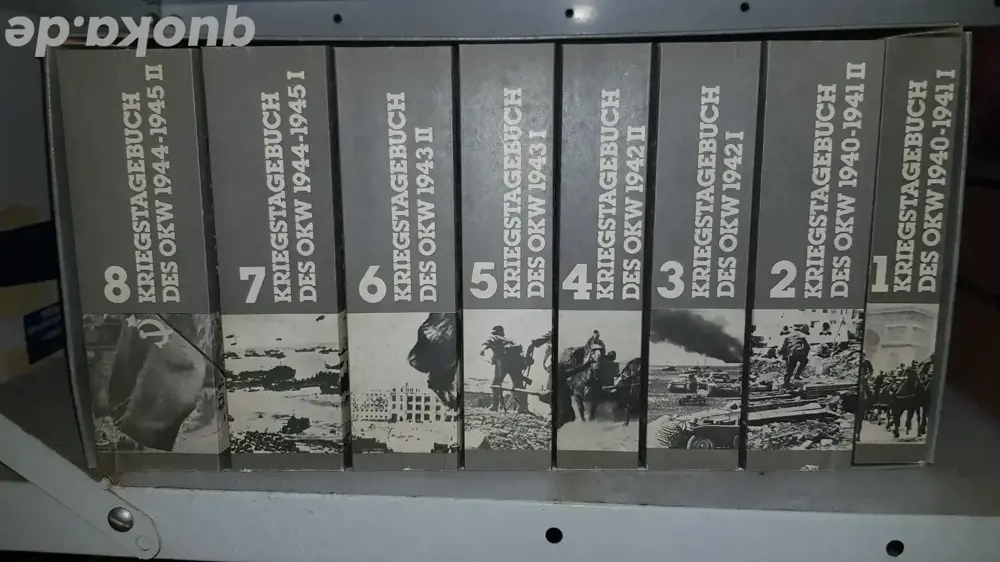 quoka.de
8
KRIEGSTAGEBUCH
DES OKW 1944-1945 II
7
KRIEGSTAGEBUCH
DES OKW 1944-1945 I
6
KRIEGSTAGEBUCH
DES OKW 1943 II
5
KRIEGSTAGEBUCH
DES OKW 1943 I
4
KRIEGSTAGEBUCH
DES OKW 1942 II
3
KRIEGSTAGEBUCH
DES OKW 1942 I
2
KRIEGSTAGEBUCH
DES OKW 1940-1941 II
1
KRIEGSTAGEBUCH
DES OKW 1940-1941 I